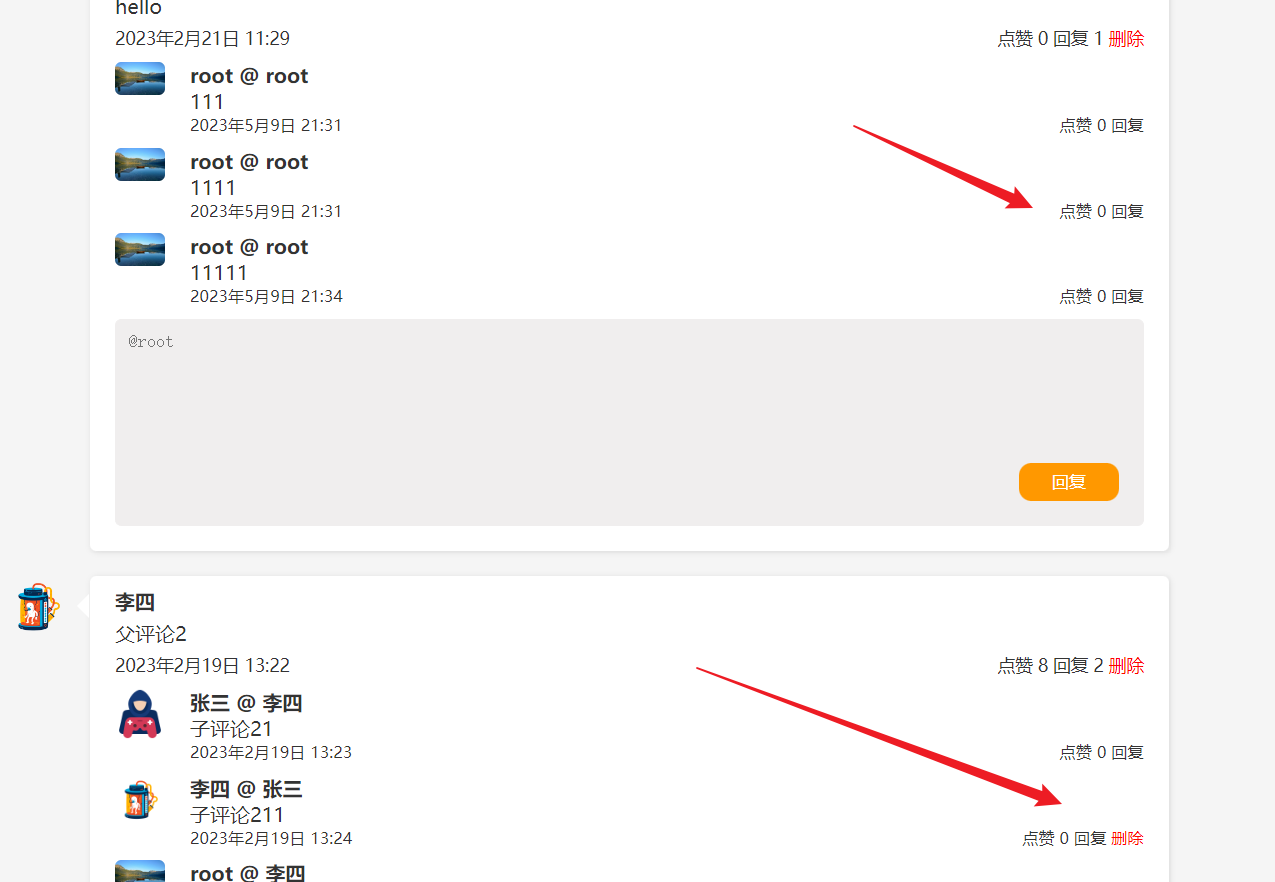 hello
2023年2月21日 11:29 点赞 0 回复 1 删除
root @ root
111
2023年5月9日 21:31 点赞 0 回复
root @ root
1111
2023年5月9日 21:31 点赞 0 回复
root @ root
11111
2023年5月9日 21:34 点赞 0 回复
@root
回复
李四
父评论2
2023年2月19日 13:22 点赞 8 回复 2 删除
张三 @ 李四
子评论21
2023年2月19日 13:23 点赞 0 回复
李四 @ 张三
子评论211
2023年2月19日 13:24 点赞 0 回复 删除
root @ 李四